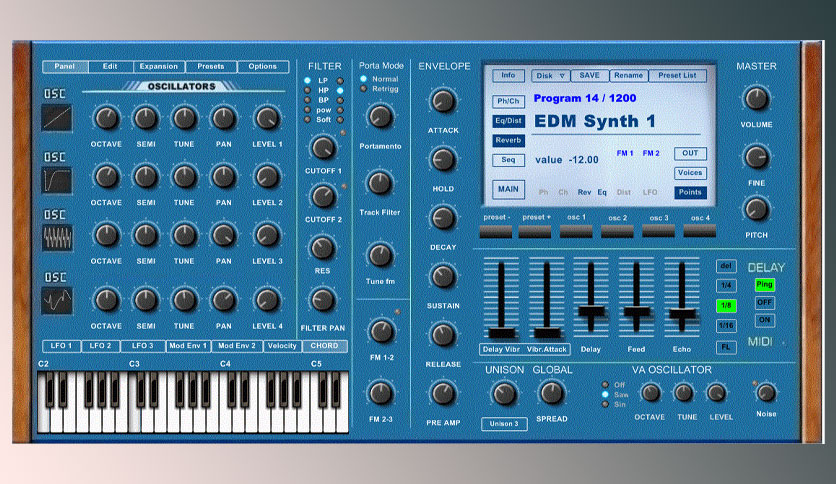 Panel Edit Expansion Presets Options
OSCILLATORS
OSC
OCTAVE SEMI TUNE PAN LEVEL 1
OSC
OCTAVE SEMI TUNE PAN LEVEL 2
OSC
OCTAVE SEMI TUNE PAN LEVEL 3
OSC
OCTAVE SEMI TUNE PAN LEVEL 4
LFO 1 LFO 2 LFO 3 Mod Env 1 Mod Env 2 Velocity CHORD
C2 C3 C4 C5
FILTER
LP
HP
BP
pow
Soft
CUTOFF 1
CUTOFF 2
RES
FILTER PAN
Porta Mode
Normal
Retrigg
Portamento
Track Filter
Tune fm
FM 1-2
FM 2-3
ENVELOPE
ATTACK
HOLD
DECAY
SUSTAIN
RELEASE
PRE AMP
Info Disk ▽ SAVE Rename Preset List
Ph/Ch Program 14 / 1200
Eq/Dist EDM Synth 1
Reverb
Seq value -12.00 FM 1 FM 2 OUT
Voices
MAIN Ph Ch Rev Eq Dist LFO Points
preset - preset + osc 1 osc 2 osc 3 osc 4
MASTER
VOLUME
FINE
PITCH
Delay Vibr Vibr.Attack Delay Feed Echo
del
1/4
1/8
1/16
FL
DELAY
Ping
OFF
ON
MIDI
UNISON GLOBAL
Unison 3 SPREAD
VA OSCILLATOR
Off
Saw
Sin
OCTAVE TUNE LEVEL Noise